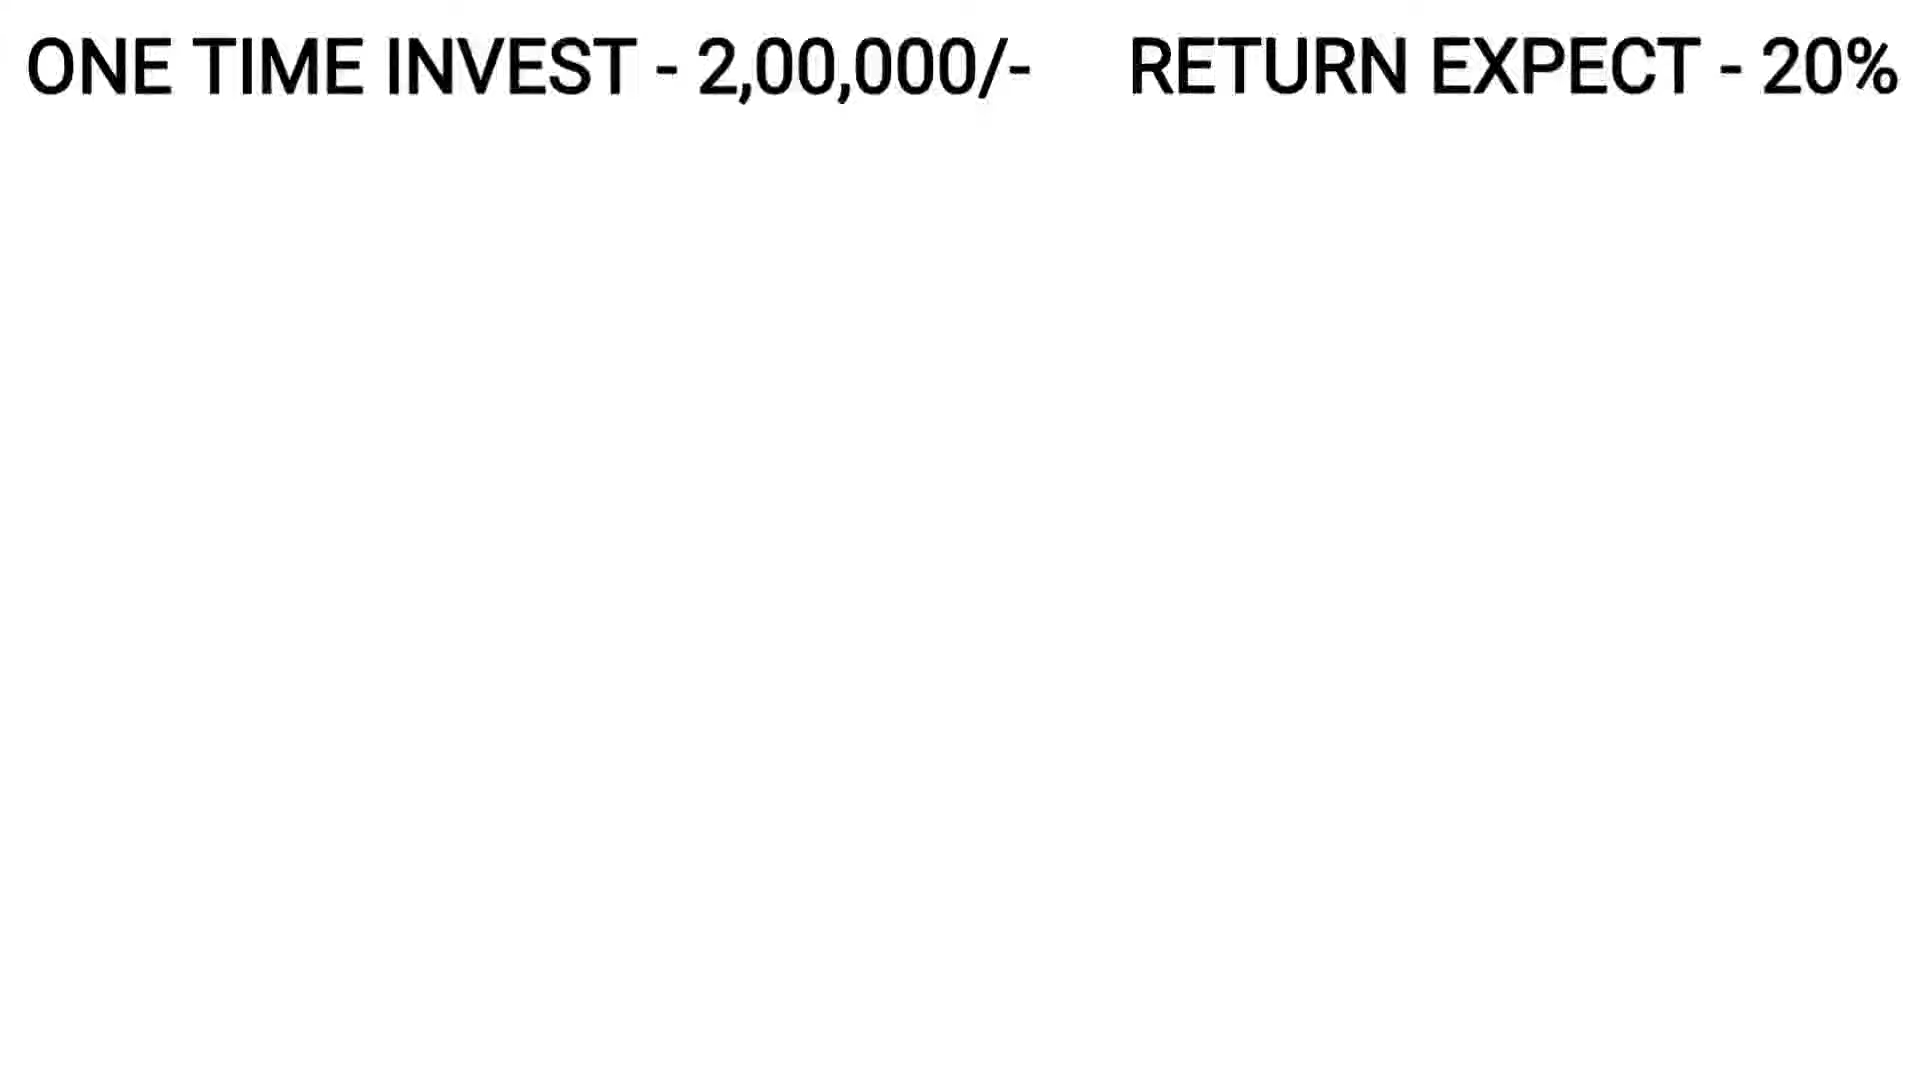 ONE TIME INVEST - 2,00,000/- RETURN EXPECT - 20%